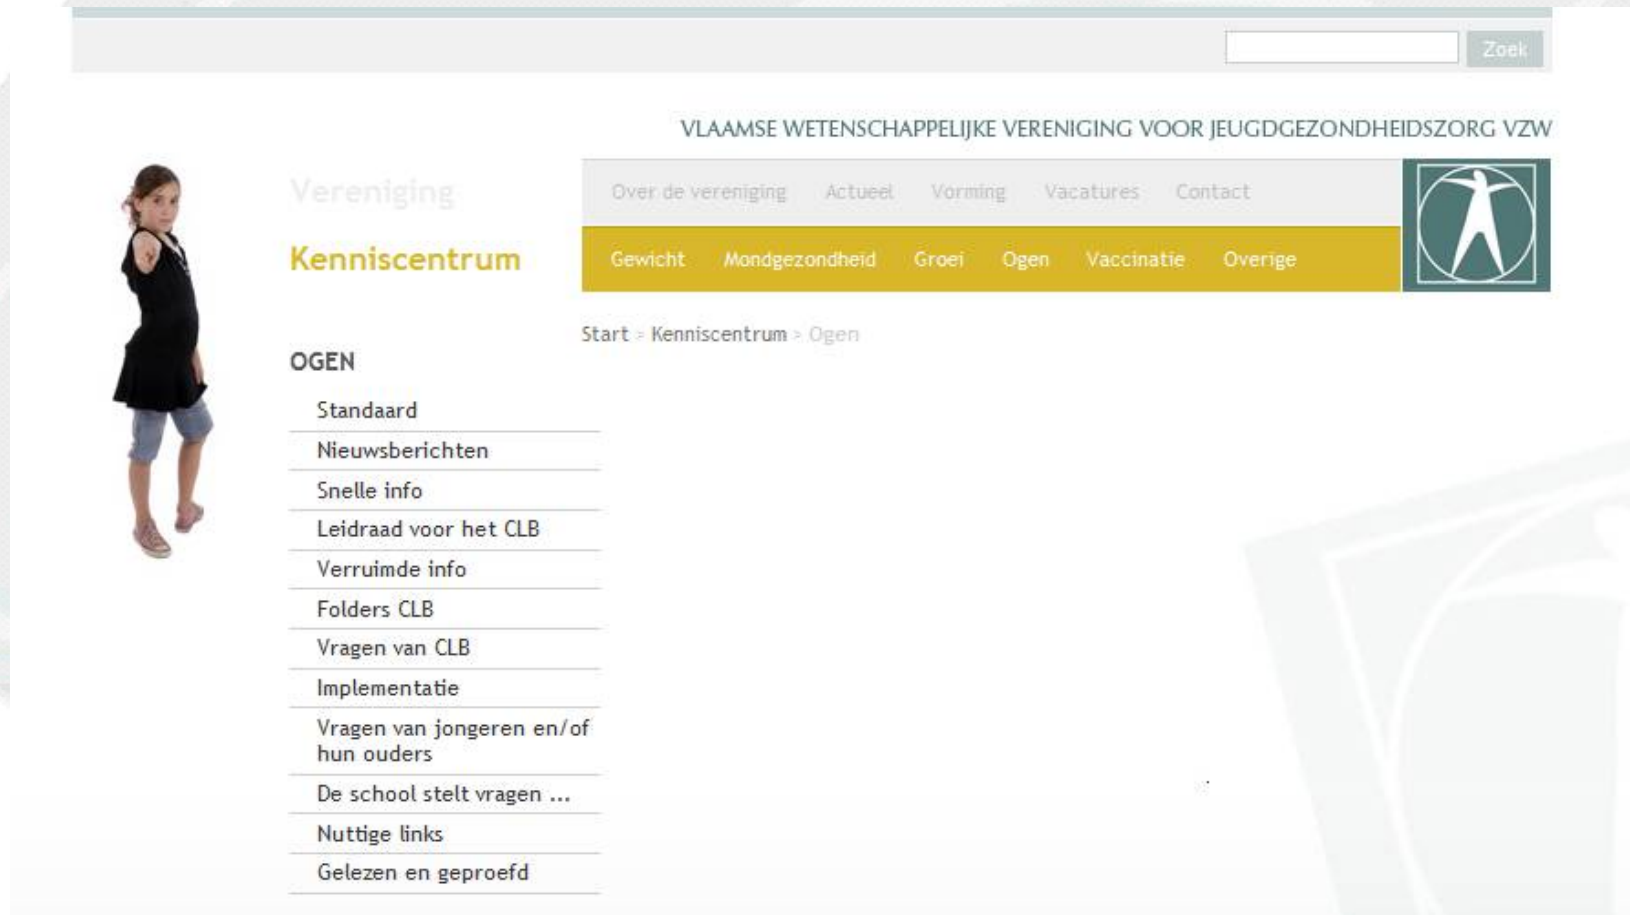 Zoek
VLAAMSE WETENSCHAPPELIJKE VERENIGING VOOR JEUGDGEZONDHEIDSZORG VZW
Vereniging
Over de vereniging Actueel Vorming Vacatures Contact
Kenniscentrum
Gewicht Mondgezondheid Groei Ogen Vaccinatie Overige
Start > Kenniscentrum > Ogen
OGEN
Standaard
Nieuwsberichten
Snelle info
Leidraad voor het CLB
Verruimde info
Folders CLB
Vragen van CLB
Implementatie
Vragen van jongeren en/of
hun ouders
De school stelt vragen ...
Nuttige links
Gelezen en geproefd